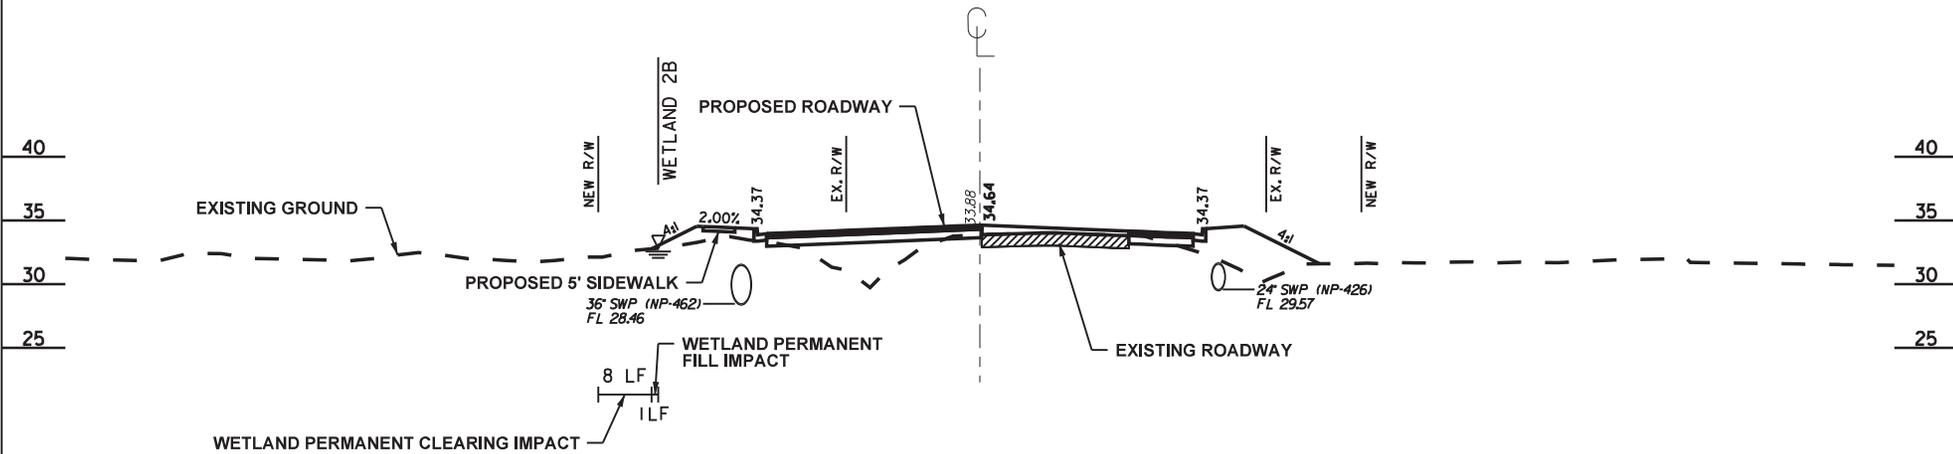 CL
WETLAND 2B
PROPOSED ROADWAY
NEW R/W
EX. R/W
EX. R/W
NEW R/W
40
40
EXISTING GROUND
35
35
4:1
2.00%
34.37
33.88
34.64
34.37
4:1
30
30
PROPOSED 5' SIDEWALK
36" SWP (NP-462)
FL 28.46
24" SWP (NP-426)
FL 29.57
25
25
WETLAND PERMANENT
FILL IMPACT
EXISTING ROADWAY
8 LF
1LF
WETLAND PERMANENT CLEARING IMPACT